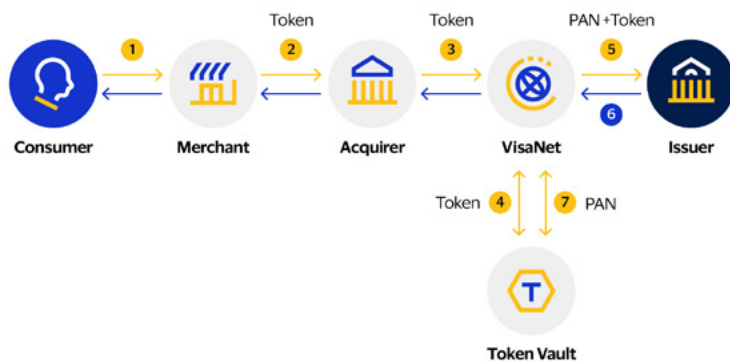 Token Token PAN +Token
1 2 3 5
6
Consumer Merchant Acquirer VisaNet Issuer
Token 4 7 PAN
T
Token Vault